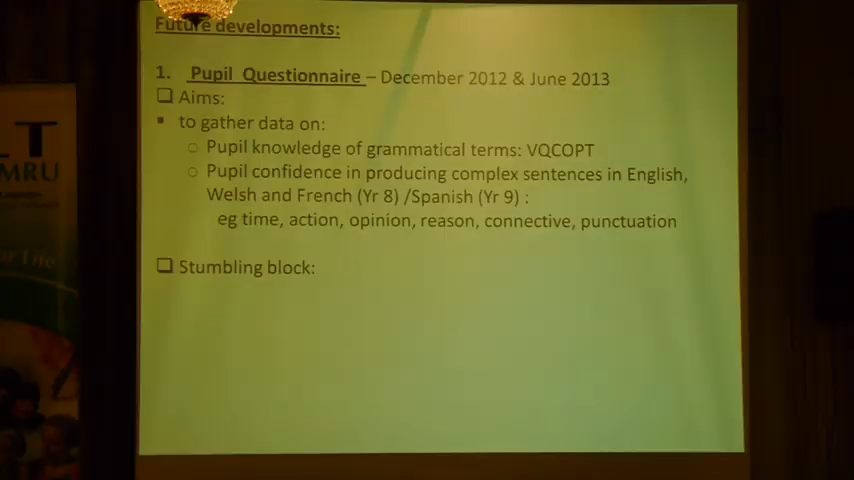 Future developments:
1. Pupil Questionnaire – December 2012 & June 2013
❑ Aims:
▪ to gather data on:
○ Pupil knowledge of grammatical terms: VQCOPT
○ Pupil confidence in producing complex sentences in English,
Welsh and French (Yr 8) /Spanish (Yr 9) :
eg time, action, opinion, reason, connective, punctuation
❑ Stumbling block:
LT
MRU